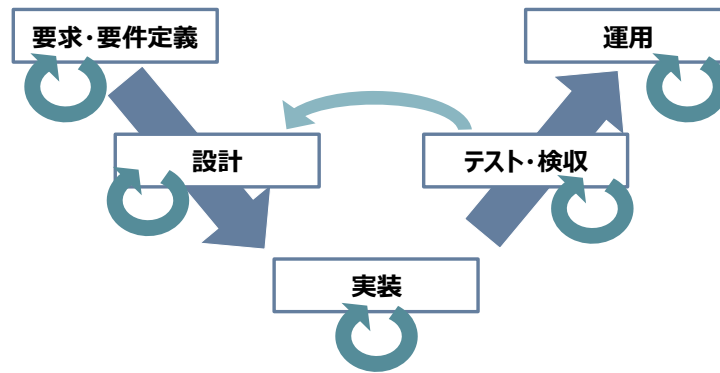 要求・要件定義
運用
設計
テスト・検収
実装